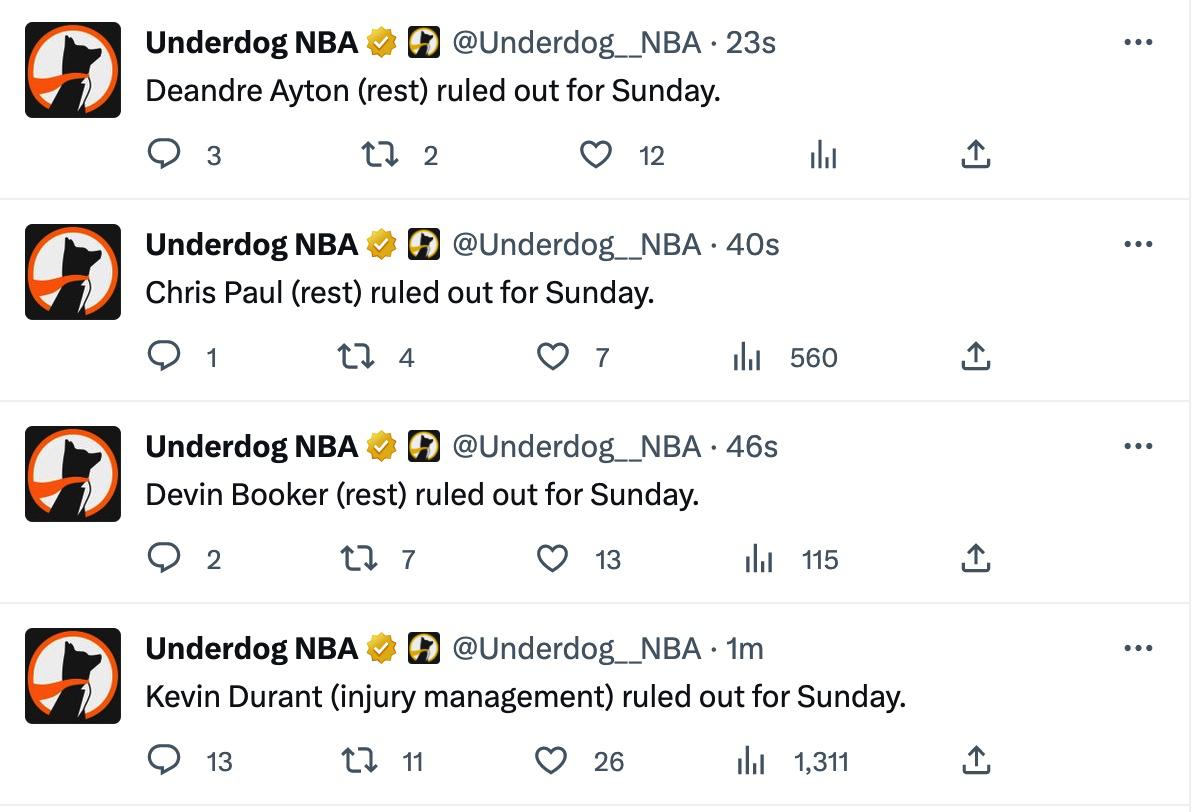 Underdog NBA @Underdog__NBA · 23s
Deandre Ayton (rest) ruled out for Sunday.
3 2 12
Underdog NBA @Underdog__NBA · 40s
Chris Paul (rest) ruled out for Sunday.
1 4 7 560
Underdog NBA @Underdog__NBA · 46s
Devin Booker (rest) ruled out for Sunday.
2 7 13 115
Underdog NBA @Underdog__NBA · 1m
Kevin Durant (injury management) ruled out for Sunday.
13 11 26 1,311